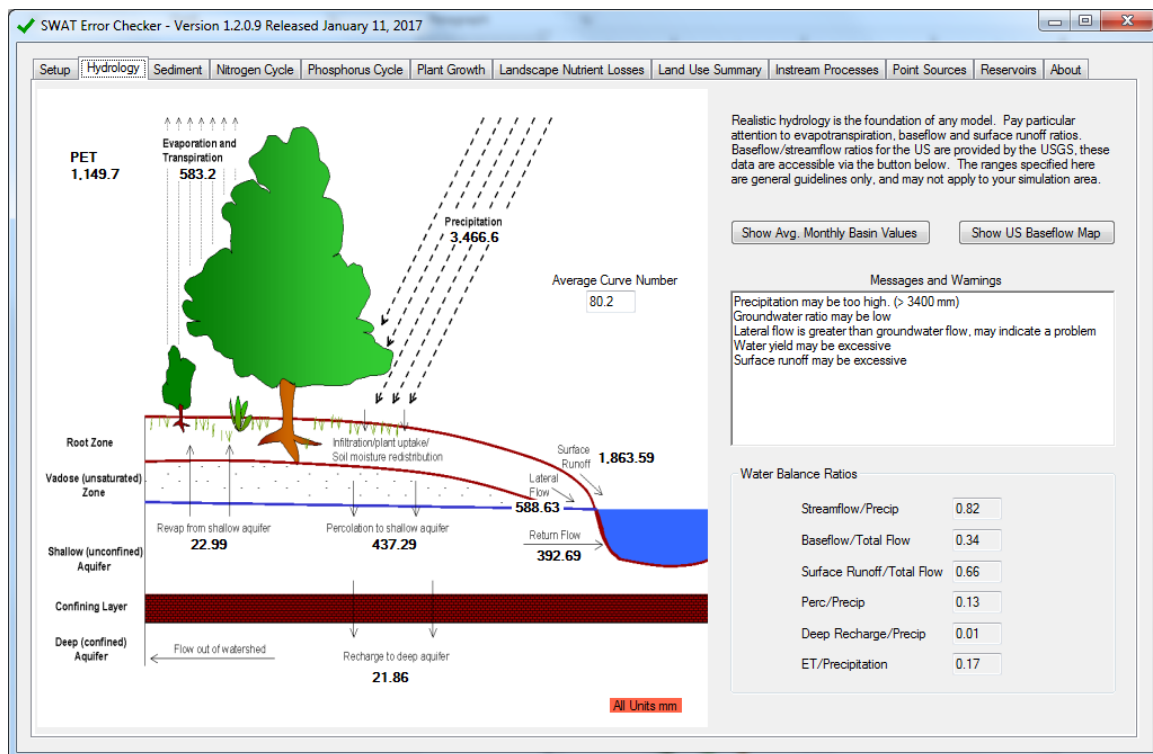 SWAT Error Checker - Version 1.2.0.9 Released January 11, 2017
Setup Hydrology Sediment Nitrogen Cycle Phosphorus Cycle Plant Growth Landscape Nutrient Losses Land Use Summary Instream Processes Point Sources Reservoirs About
PET
1,149.7
Evaporation and
Transpiration
583.2
Precipitation
3,466.6
Average Curve Number
80.2
Root Zone
Infiltration/plant uptake/
Soil moisture redistribution
Surface
Runoff
1,863.59
Vadose (unsaturated)
Zone
Lateral
Flow
588.63
Revap from shallow aquifer
22.99
Percolation to shallow aquifer
437.29
Return Flow
392.69
Shallow (unconfined)
Aquifer
Confining Layer
Deep (confined)
Aquifer
Flow out of watershed
Recharge to deep aquifer
21.86
All Units mm
Realistic hydrology is the foundation of any model. Pay particular
attention to evapotranspiration, baseflow and surface runoff ratios.
Baseflow/streamflow ratios for the US are provided by the USGS, these
data are accessible via the button below. The ranges specified here
are general guidelines only, and may not apply to your simulation area.
Show Avg. Monthly Basin Values
Show US Baseflow Map
Messages and Warnings
Precipitation may be too high. (> 3400 mm)
Groundwater ratio may be low
Lateral flow is greater than groundwater flow, may indicate a problem
Water yield may be excessive
Surface runoff may be excessive
Water Balance Ratios
Streamflow/Precip 0.82
Baseflow/Total Flow 0.34
Surface Runoff/Total Flow 0.66
Perc/Precip 0.13
Deep Recharge/Precip 0.01
ET/Precipitation 0.17